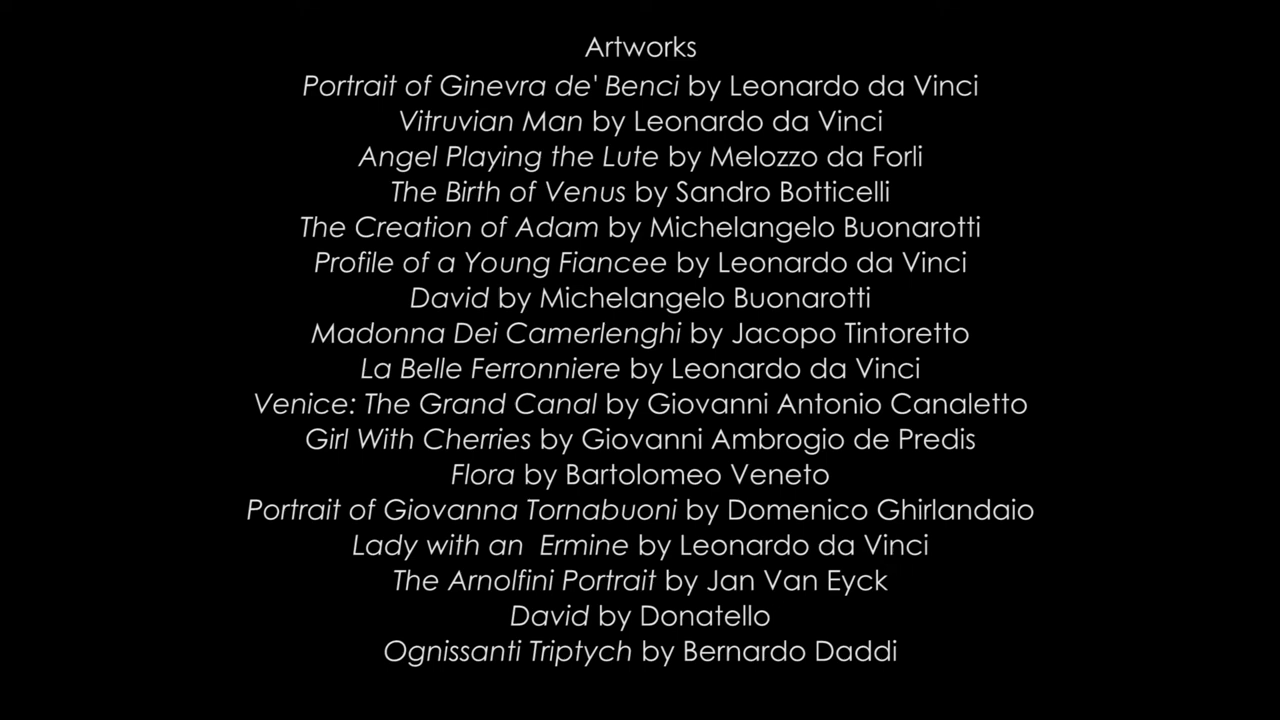 Artworks
Portrait of Ginevra de' Benci by Leonardo da Vinci
Vitruvian Man by Leonardo da Vinci
Angel Playing the Lute by Melozzo da Forli
The Birth of Venus by Sandro Botticelli
The Creation of Adam by Michelangelo Buonarotti
Profile of a Young Fiancee by Leonardo da Vinci
David by Michelangelo Buonarotti
Madonna Dei Camerlenghi by Jacopo Tintoretto
La Belle Ferronniere by Leonardo da Vinci
Venice: The Grand Canal by Giovanni Antonio Canaletto
Girl With Cherries by Giovanni Ambrogio de Predis
Flora by Bartolomeo Veneto
Portrait of Giovanna Tornabuoni by Domenico Ghirlandaio
Lady with an  Ermine by Leonardo da Vinci
The Arnolfini Portrait by Jan Van Eyck
David by Donatello
Ognissanti Triptych by Bernardo Daddi